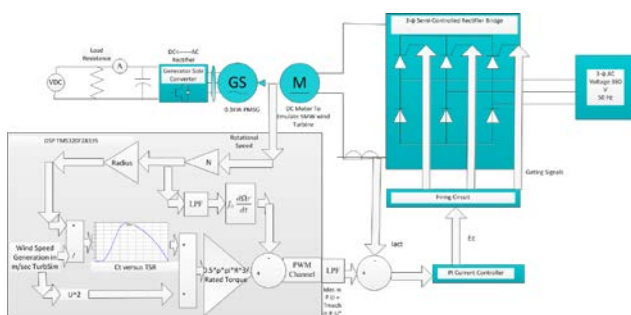 3-φ Semi-Controlled Rectifier Bridge
Load
Resistance
A
VDC
DC<------AC
Rectifier
Generator Side
Converter
GS
0.3kW PMSG
M
DC Motor To
Emulate 5MW wind
Turbine
3-φ AC
Voltage 380
V
50 Hz
Rotational
Speed
DSP TMS320F28335
Radius
N
LPF
Gating Signals
Firing Circuit
Wind Speed
Generation in
m/sec TurbSim
Ct versus TSR
U^2
0.5*ρ*pi*R^3/
Rated Torque
PWM
Channel
LPF
Iact
Ec
PI Current Controller